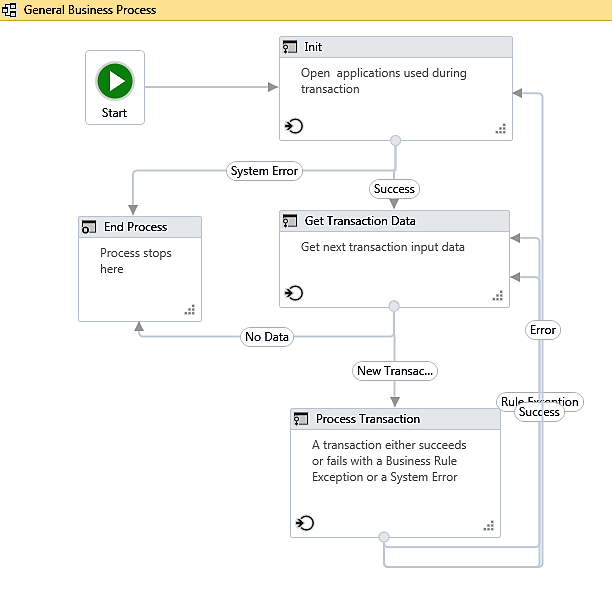 General Business Process
Init
Open applications used during
transaction
Start
System Error
Success
End Process
Process stops
here
Get Transaction Data
Get next transaction input data
No Data
Error
New Transac...
Rule Exception
Success
Process Transaction
A transaction either succeeds
or fails with a Business Rule
Exception or a System Error